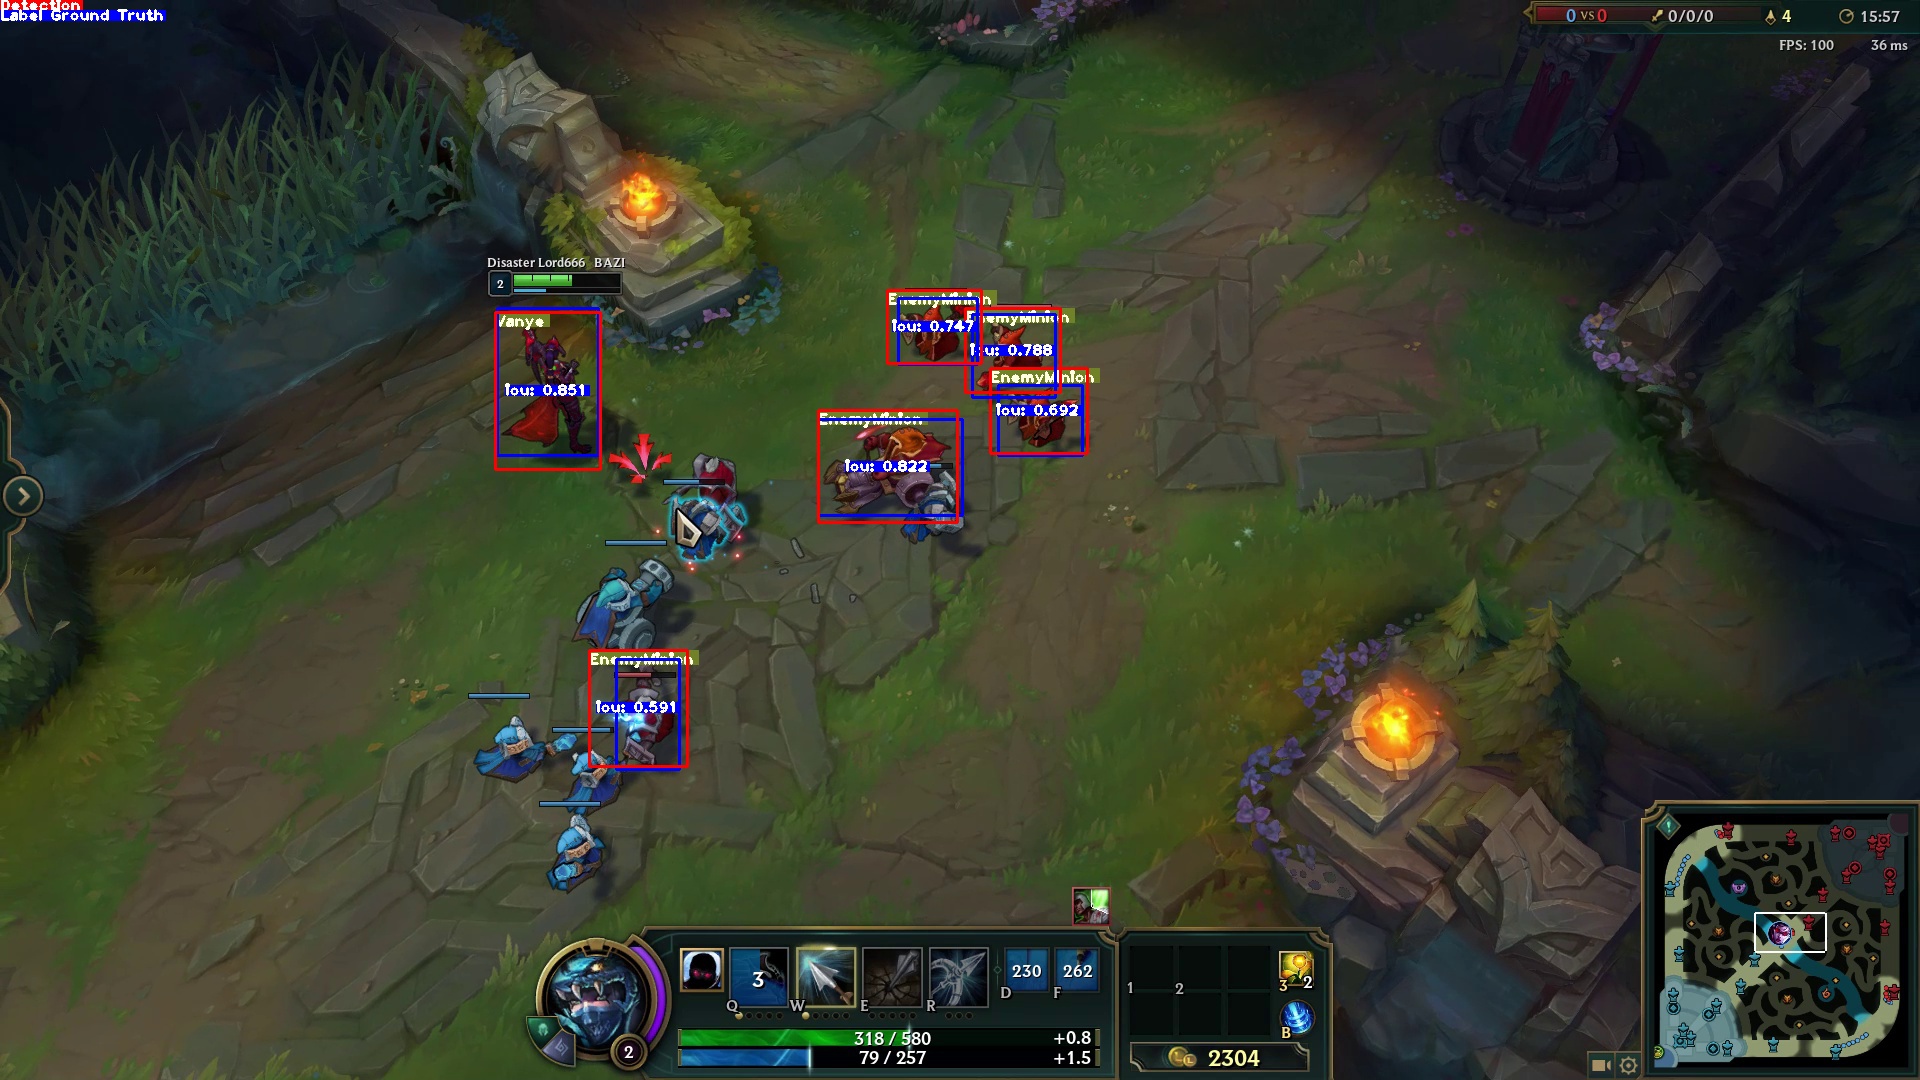 Detection
Label Ground Truth
0 vs 0 0/0/0 4 15:57
FPS: 100 36 ms
Disaster Lord666 BAZI
2
Vanye
Iou: 0.851
EnemyMinion
Iou: 0.747
EnemyMinion
Iou: 0.788
EnemyMinion
Iou: 0.692
EnemyMinion
Iou: 0.822
EnemyMinion
Iou: 0.591
3 230 262
Q W E R D F
1 2
3 2
B
2
318 / 580 +0.8
79 / 257 +1.5
2304